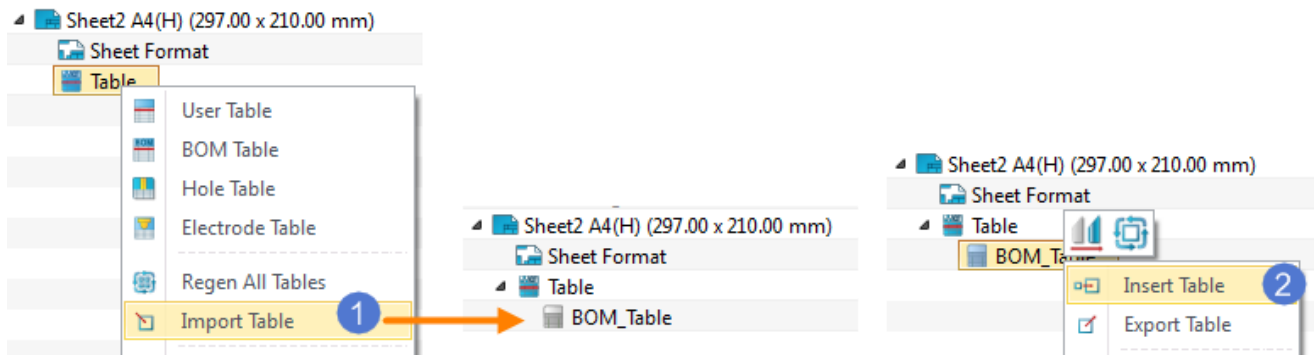 Sheet2 A4(H) (297.00 x 210.00 mm)
Sheet Format
Table
User Table
BOM Table
Hole Table
Electrode Table
Regen All Tables
Import Table 1
Sheet2 A4(H) (297.00 x 210.00 mm)
Sheet Format
Table
BOM_Table
Sheet2 A4(H) (297.00 x 210.00 mm)
Sheet Format
Table
BOM_Table
Insert Table 2
Export Table